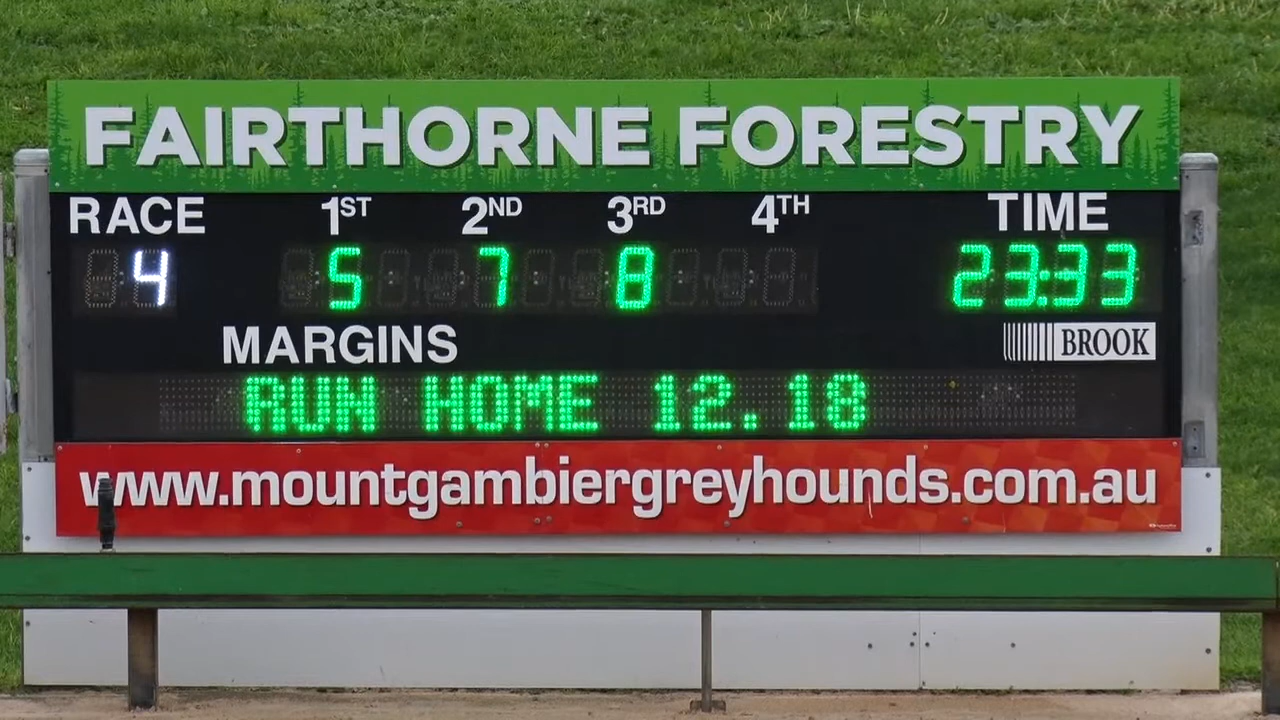 FAIRTHORNE FORESTRY
RACE 1ST 2ND 3RD 4TH TIME
4 5 7 8 23:33
MARGINS BROOK
RUN HOME 12.18
www.mountgambiergreyhounds.com.au